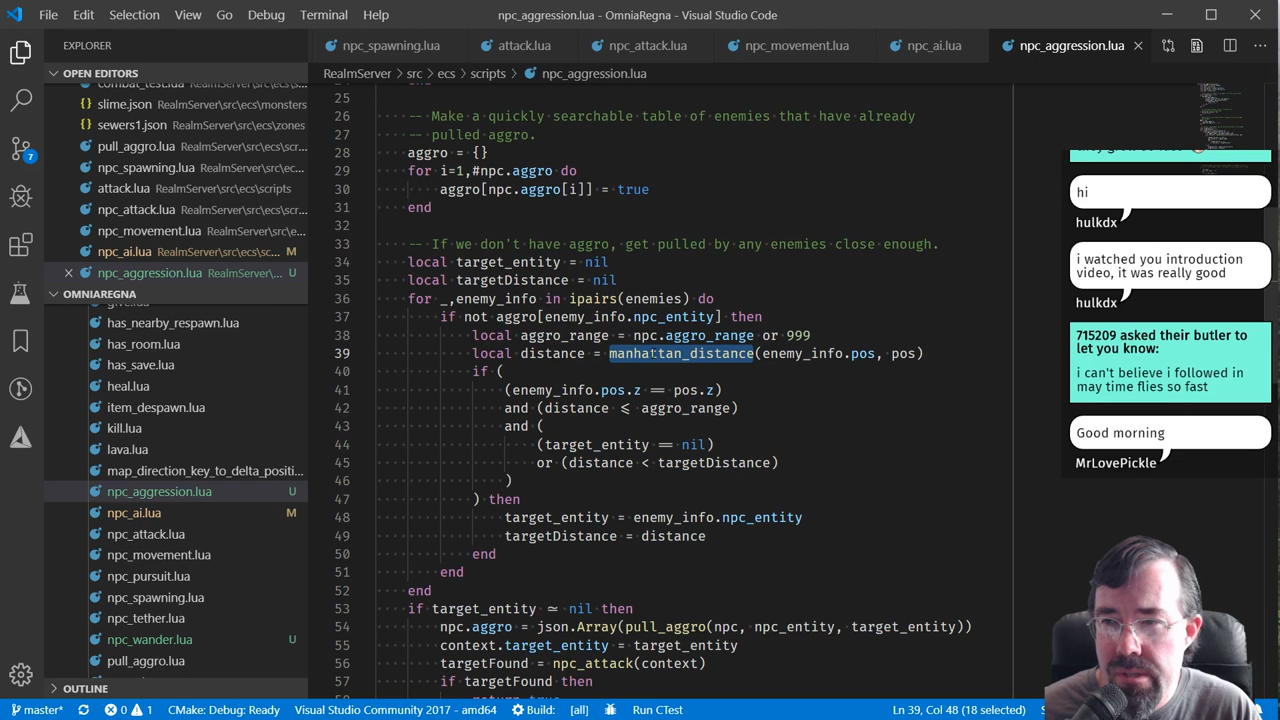 File Edit Selection View Go Debug Terminal Help
npc_aggression.lua - OmniaRegna - Visual Studio Code
EXPLORER
npc_spawning.lua attack.lua npc_attack.lua npc_movement.lua npc_ai.lua npc_aggression.lua
OPEN EDITORS
RealmServer > src > ecs > scripts > npc_aggression.lua
combat_test.lua RealmServer\src\ecs\scripts
slime.json RealmServer\src\ecs\monsters
sewers1.json RealmServer\src\ecs\zones
pull_aggro.lua RealmServer\src\ecs\scr...
npc_spawning.lua RealmServer\src\ecs...
attack.lua RealmServer\src\ecs\scripts
npc_attack.lua RealmServer\src\ecs\scr...
npc_movement.lua RealmServer\src\ec...
npc_ai.lua RealmServer\src\ecs\sc... M
npc_aggression.lua RealmServer\... U
OMNIAREGNA
give.lua
has_nearby_respawn.lua
has_room.lua
has_save.lua
heal.lua
item_despawn.lua
kill.lua
lava.lua
map_direction_key_to_delta_positi...
npc_aggression.lua U
npc_ai.lua M
npc_attack.lua
npc_movement.lua
npc_pursuit.lua
npc_spawning.lua
npc_tether.lua
npc_wander.lua U
pull_aggro.lua
OUTLINE
7
24 end
25
26 -- Make a quickly searchable table of enemies that have already
27 -- pulled aggro.
28 aggro = {}
29 for i=1,#npc.aggro do
30 aggro[npc.aggro[i]] = true
31 end
32
33 -- If we don't have aggro, get pulled by any enemies close enough.
34 local target_entity = nil
35 local targetDistance = nil
36 for _,enemy_info in ipairs(enemies) do
37 if not aggro[enemy_info.npc_entity] then
38 local aggro_range = npc.aggro_range or 999
39 local distance = manhattan_distance(enemy_info.pos, pos)
40 if (
41 (enemy_info.pos.z == pos.z)
42 and (distance <= aggro_range)
43 and (
44 (target_entity == nil)
45 or (distance < targetDistance)
46 )
47 ) then
48 target_entity = enemy_info.npc_entity
49 targetDistance = distance
50 end
51 end
52 end
53 if target_entity ~= nil then
54 npc.aggro = json.Array(pull_aggro(npc, npc_entity, target_entity))
55 context.target_entity = target_entity
56 targetFound = npc_attack(context)
57 if targetFound then
58 return true
hi
hulkdx
i watched you introduction
video, it was really good
hulkdx
715209 asked their butler to
let you know:
i can't believe i followed in
may time flies so fast
Good morning
MrLovePickle
master* 0 1 CMake: Debug: Ready Visual Studio Community 2017 - amd64 Build: [all] Run CTest Ln 39, Col 48 (18 selected)